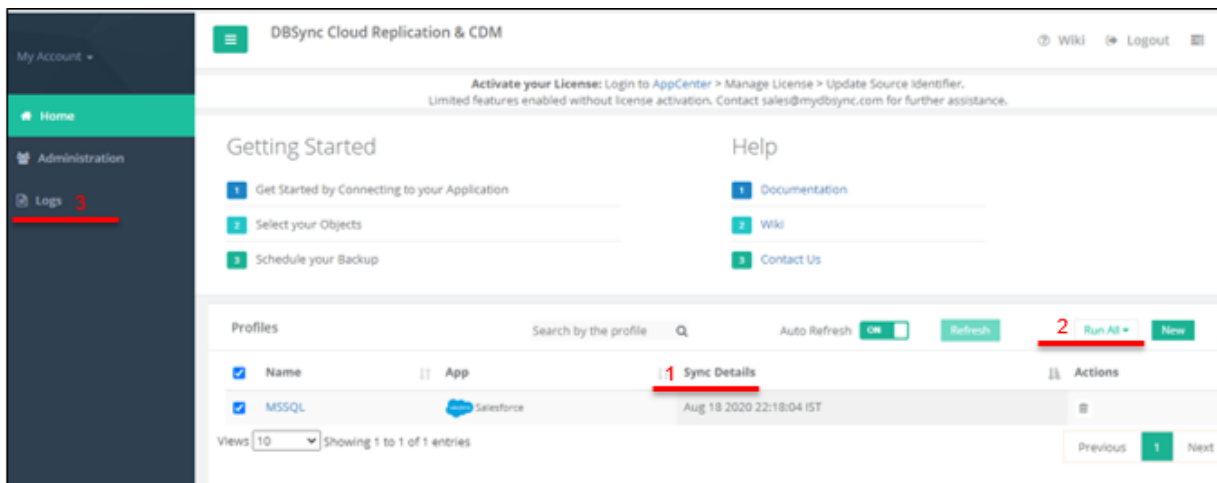 DBSync Cloud Replication & CDM
Wiki
Logout
My Account
Activate your License: Login to AppCenter > Manage License > Update Source Identifier.
Limited features enabled without license activation. Contact sales@mydbsync.com for further assistance.
Home
Administration
Logs 3
Getting Started
1 Get Started by Connecting to your Application
2 Select your Objects
3 Schedule your Backup
Help
1 Documentation
2 Wiki
3 Contact Us
Profiles Search by the profile Auto Refresh ON Refresh 2 Run All New
Name App 1 Sync Details Actions
MSSQL Salesforce Aug 18 2020 22:18:04 IST
Views 10 Showing 1 to 1 of 1 entries Previous 1 Next